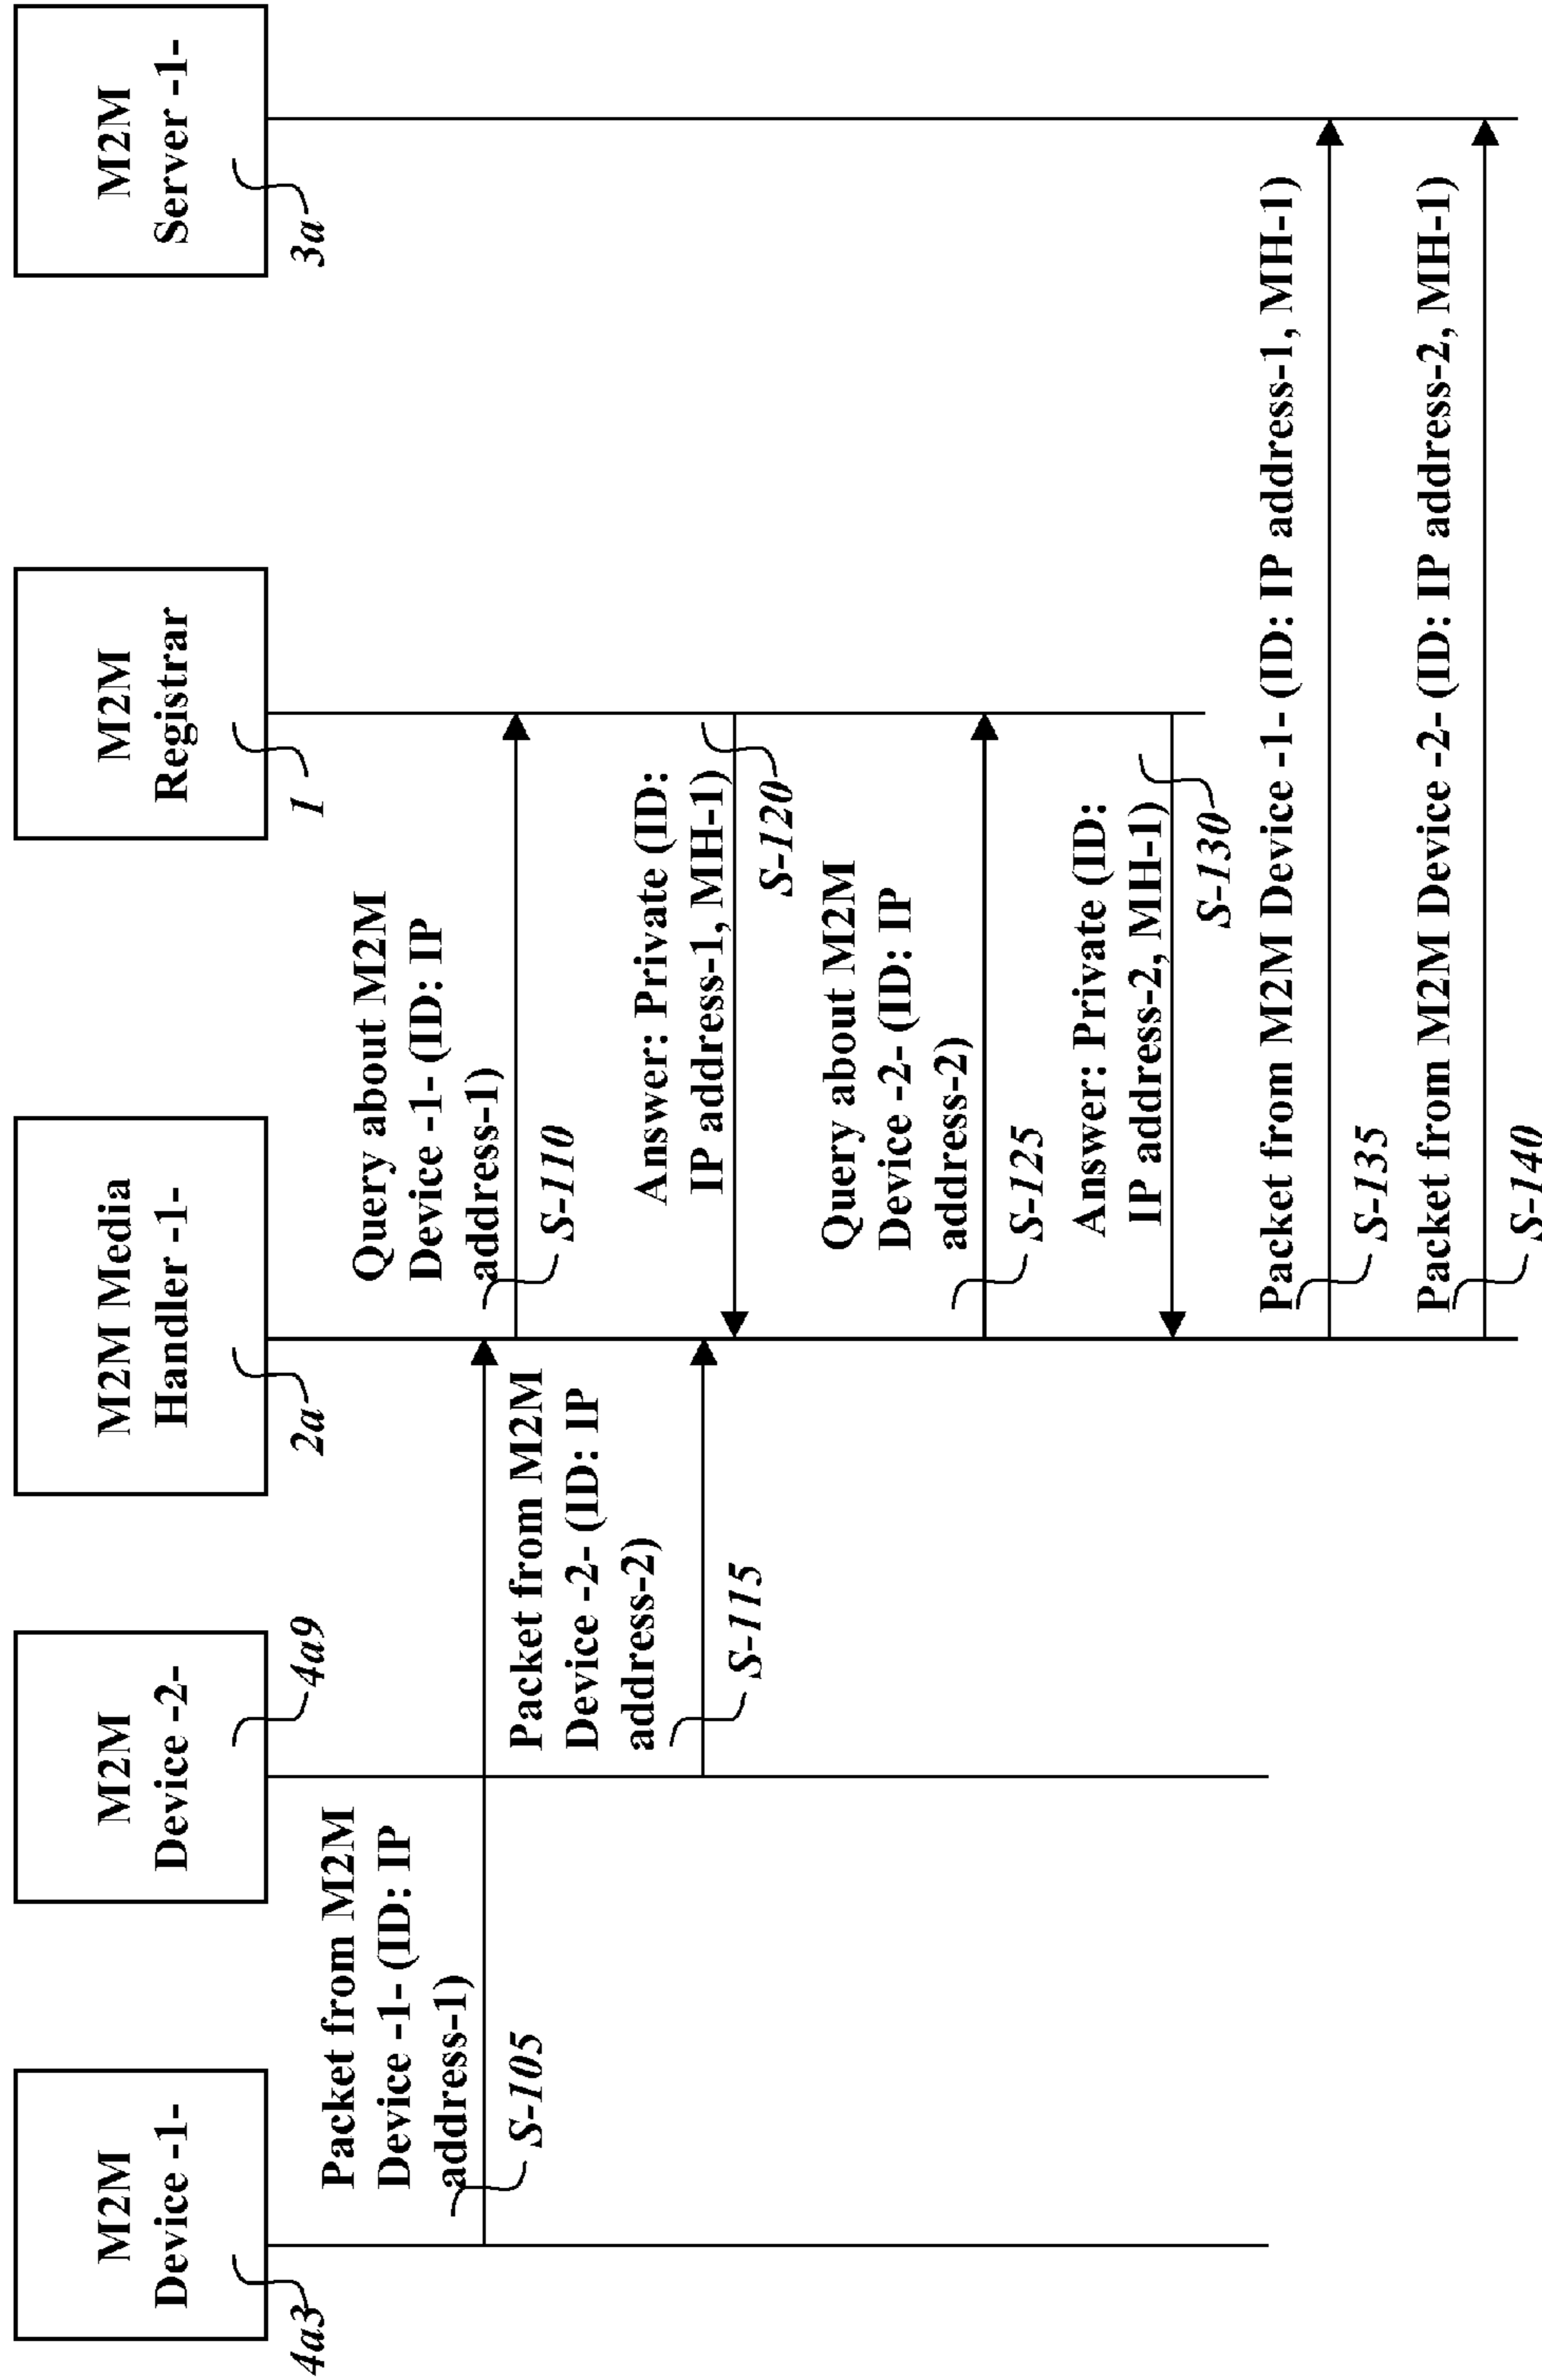 M2M
Device -1-
4a3
M2M
Device -2-
4a9
M2M Media
Handler -1-
2a
M2M
Registrar
1
M2M
Server -1-
3a
Packet from M2M
Device -1- (ID: IP
address-1)
S-105
Query about M2M
Device -1- (ID: IP
address-1)
S-110
Packet from M2M
Device -2- (ID: IP
address-2)
S-115
Answer: Private (ID:
IP address-1, MH-1)
S-120
Query about M2M
Device -2- (ID: IP
address-2)
S-125
Answer: Private (ID:
IP address-2, MH-1)
S-130
Packet from M2M Device -1- (ID: IP address-1, MH-1)
S-135
Packet from M2M Device -2- (ID: IP address-2, MH-1)
S-140